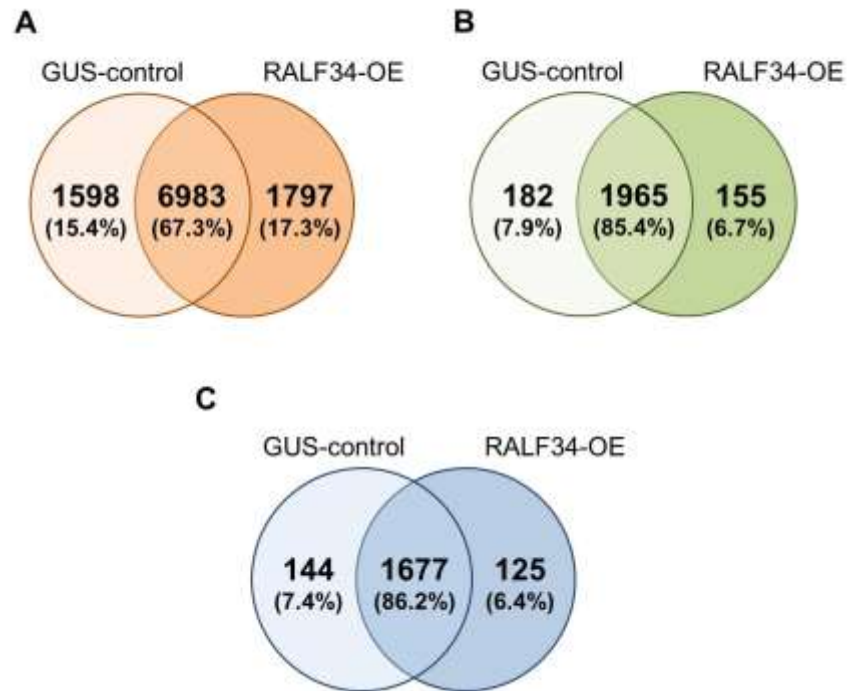 A
GUS-control RALF34-OE
1598 6983 1797
(15.4%) (67.3%) (17.3%)
B
GUS-control RALF34-OE
182 1965 155
(7.9%) (85.4%) (6.7%)
C
GUS-control RALF34-OE
144 1677 125
(7.4%) (86.2%) (6.4%)